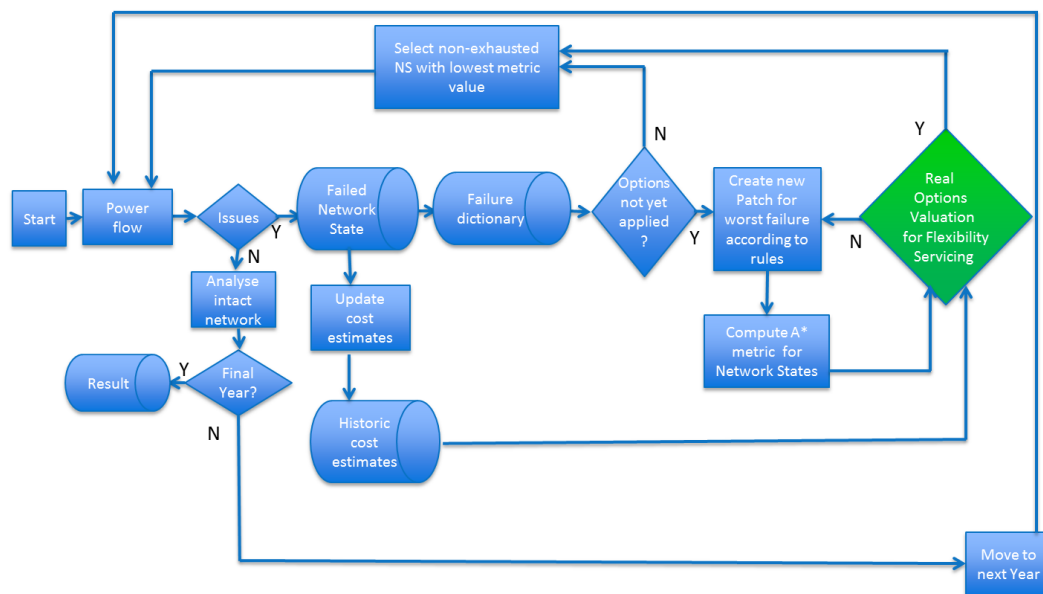 Select non-exhausted
NS with lowest metric
value
Y
N
Start
Power
flow
Issues
Y
N
Failed
Network
State
Failure
dictionary
Options
not yet
applied
?
Y
Create new
Patch for
worst failure
according to
rules
N
Real
Options
Valuation
for Flexibility
Servicing
Analyse
intact
network
Update
cost
estimates
Compute A*
metric for
Network States
Result
Y
Final
Year?
N
Historic
cost
estimates
Move to
next Year